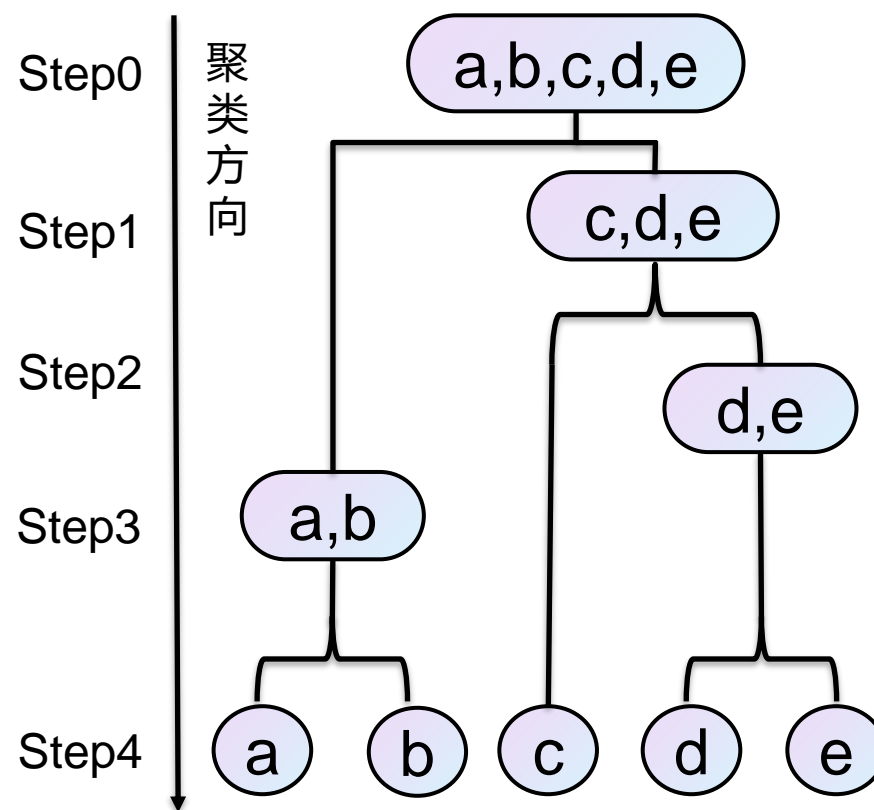 Step0
聚类方向
a,b,c,d,e
Step1
c,d,e
Step2
d,e
Step3
a,b
Step4
a
b
c
d
e